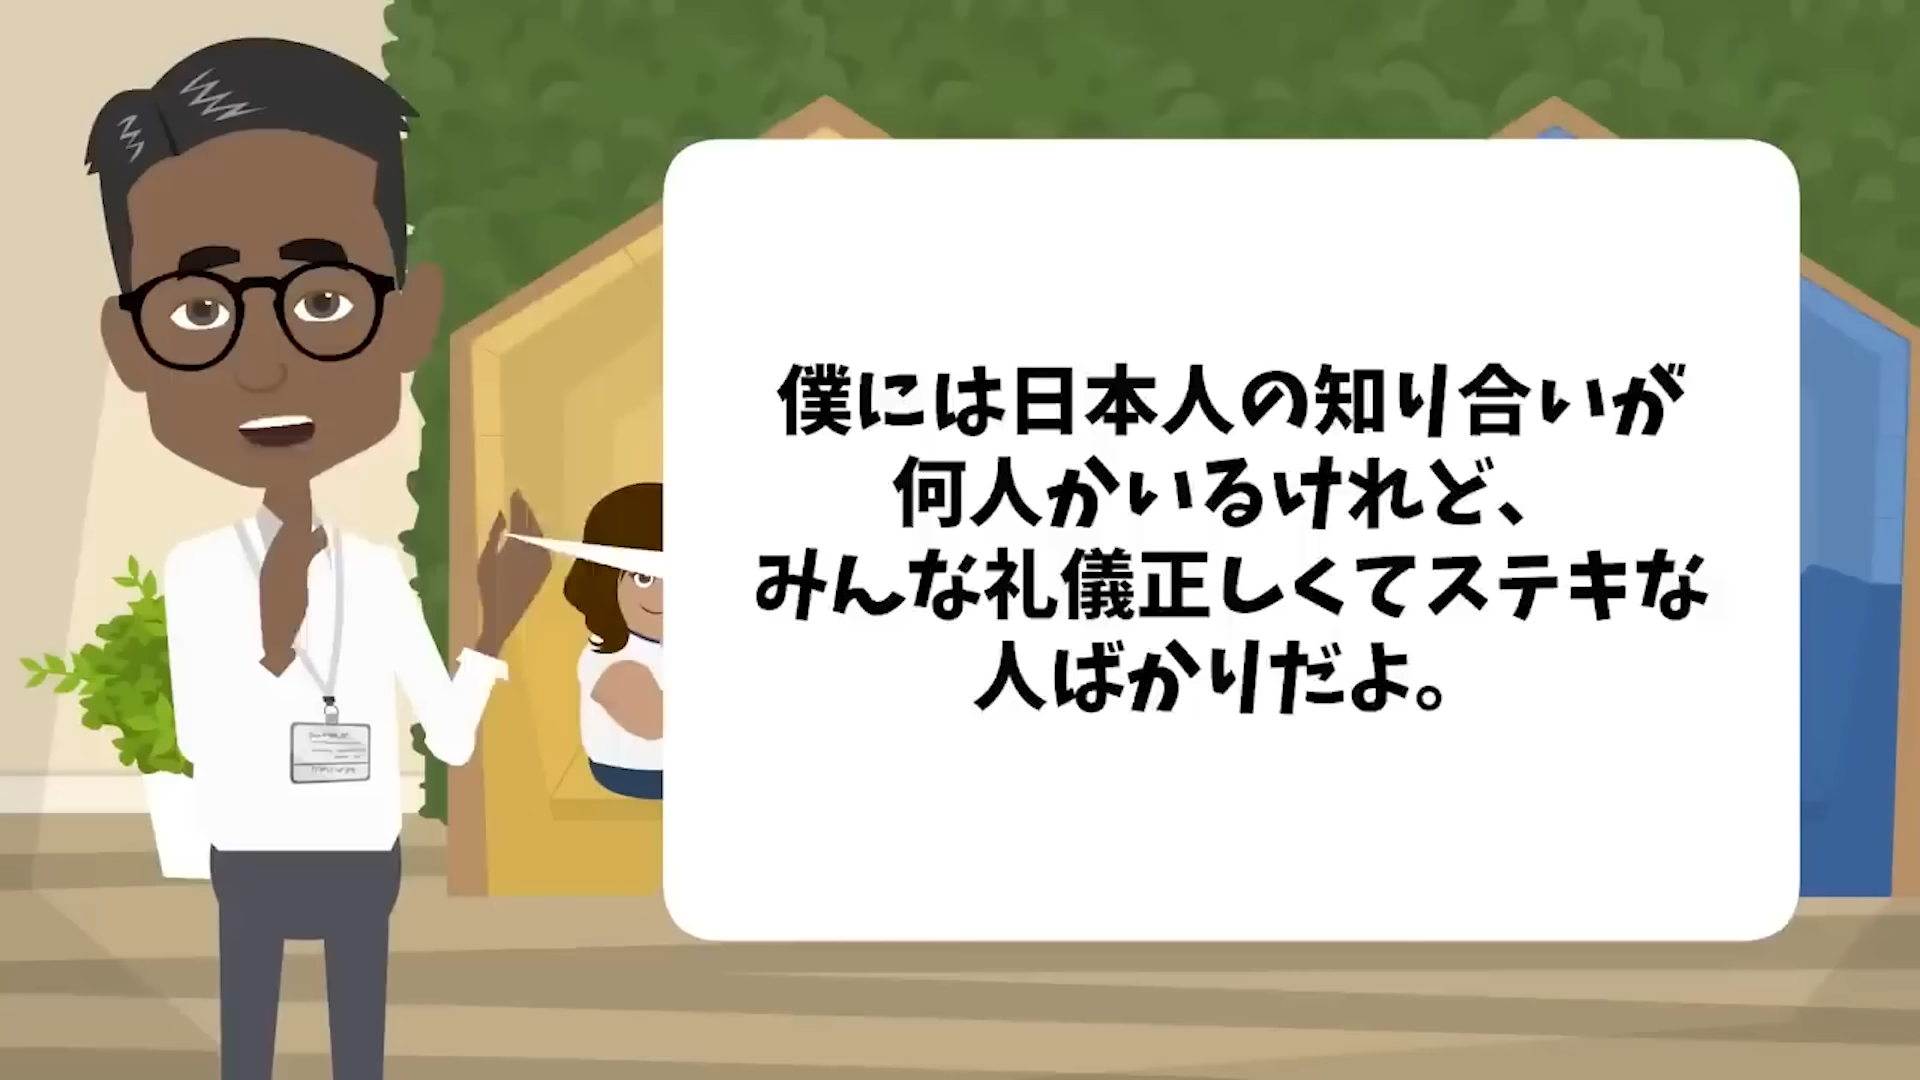 僕には日本人の知り合いが
何人かいるけれど、
みんな礼儀正しくてステキな
人ばかりだよ。